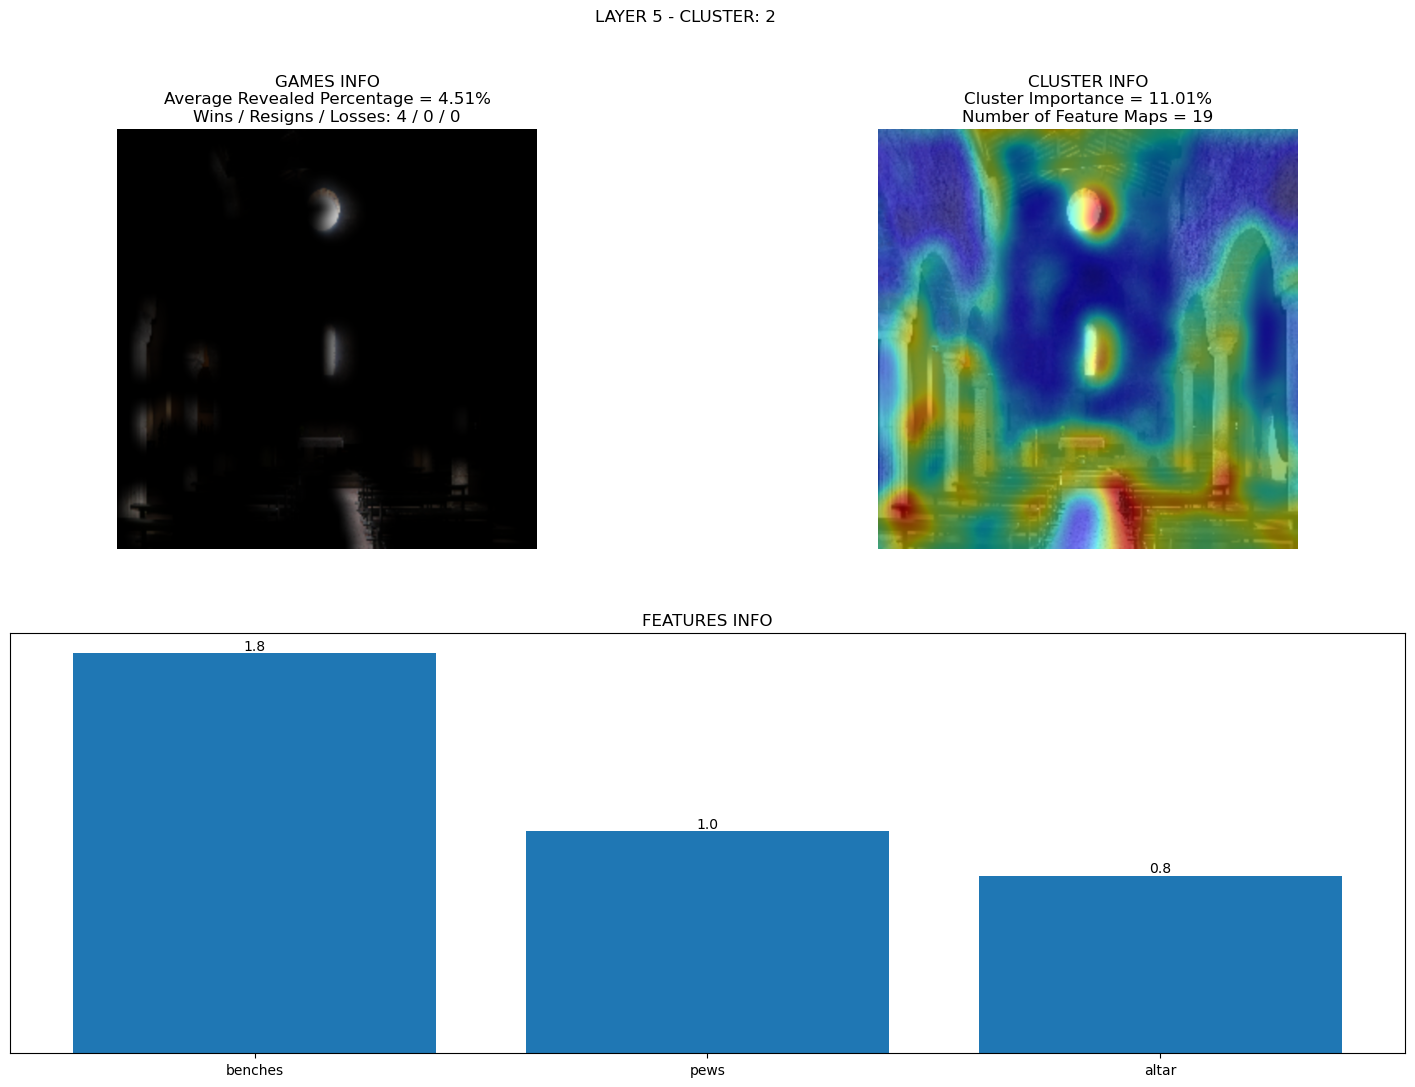 LAYER 5 - CLUSTER: 2
GAMES INFO
Average Revealed Percentage = 4.51%
Wins / Resigns / Losses: 4 / 0 / 0
CLUSTER INFO
Cluster Importance = 11.01%
Number of Feature Maps = 19
FEATURES INFO
1.8
1.0
0.8
benches
pews
altar